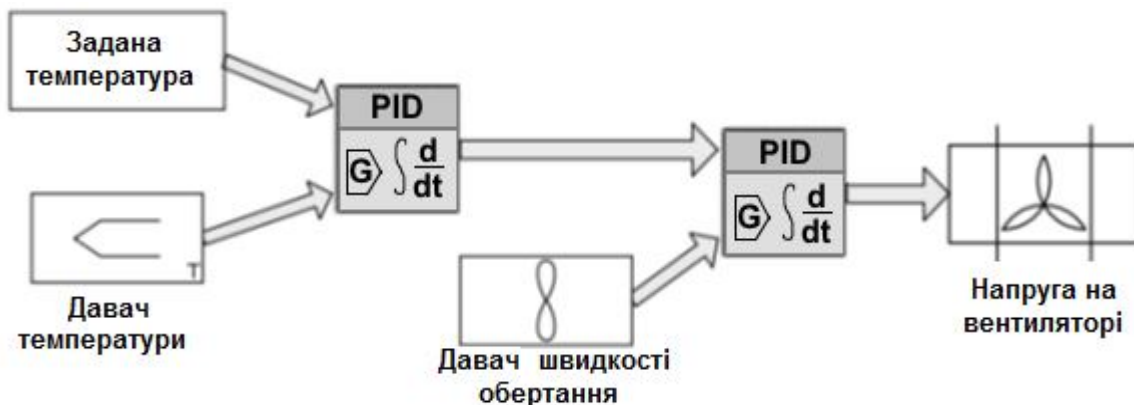 Задана
температура
PID
G ∫ d/dt
T
Давач
температури
PID
G ∫ d/dt
Давач швидкості
обертання
Напруга на
вентиляторі